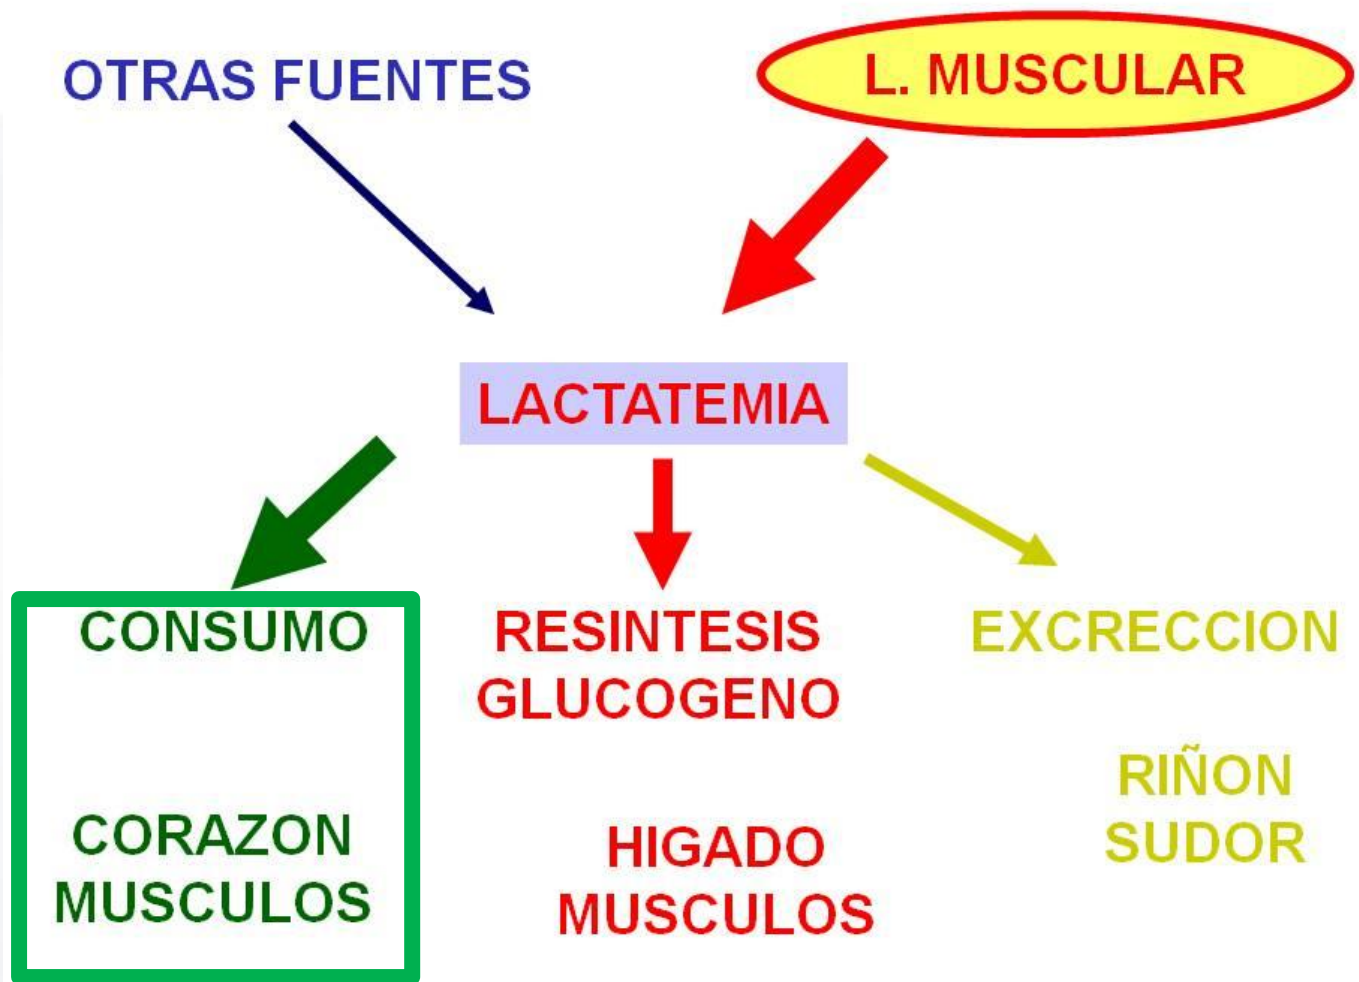 OTRAS FUENTES
L. MUSCULAR
LACTATEMIA
CONSUMO
CORAZON
MUSCULOS
RESINTESIS
GLUCOGENO
HIGADO
MUSCULOS
EXCRECCION
RIÑON
SUDOR